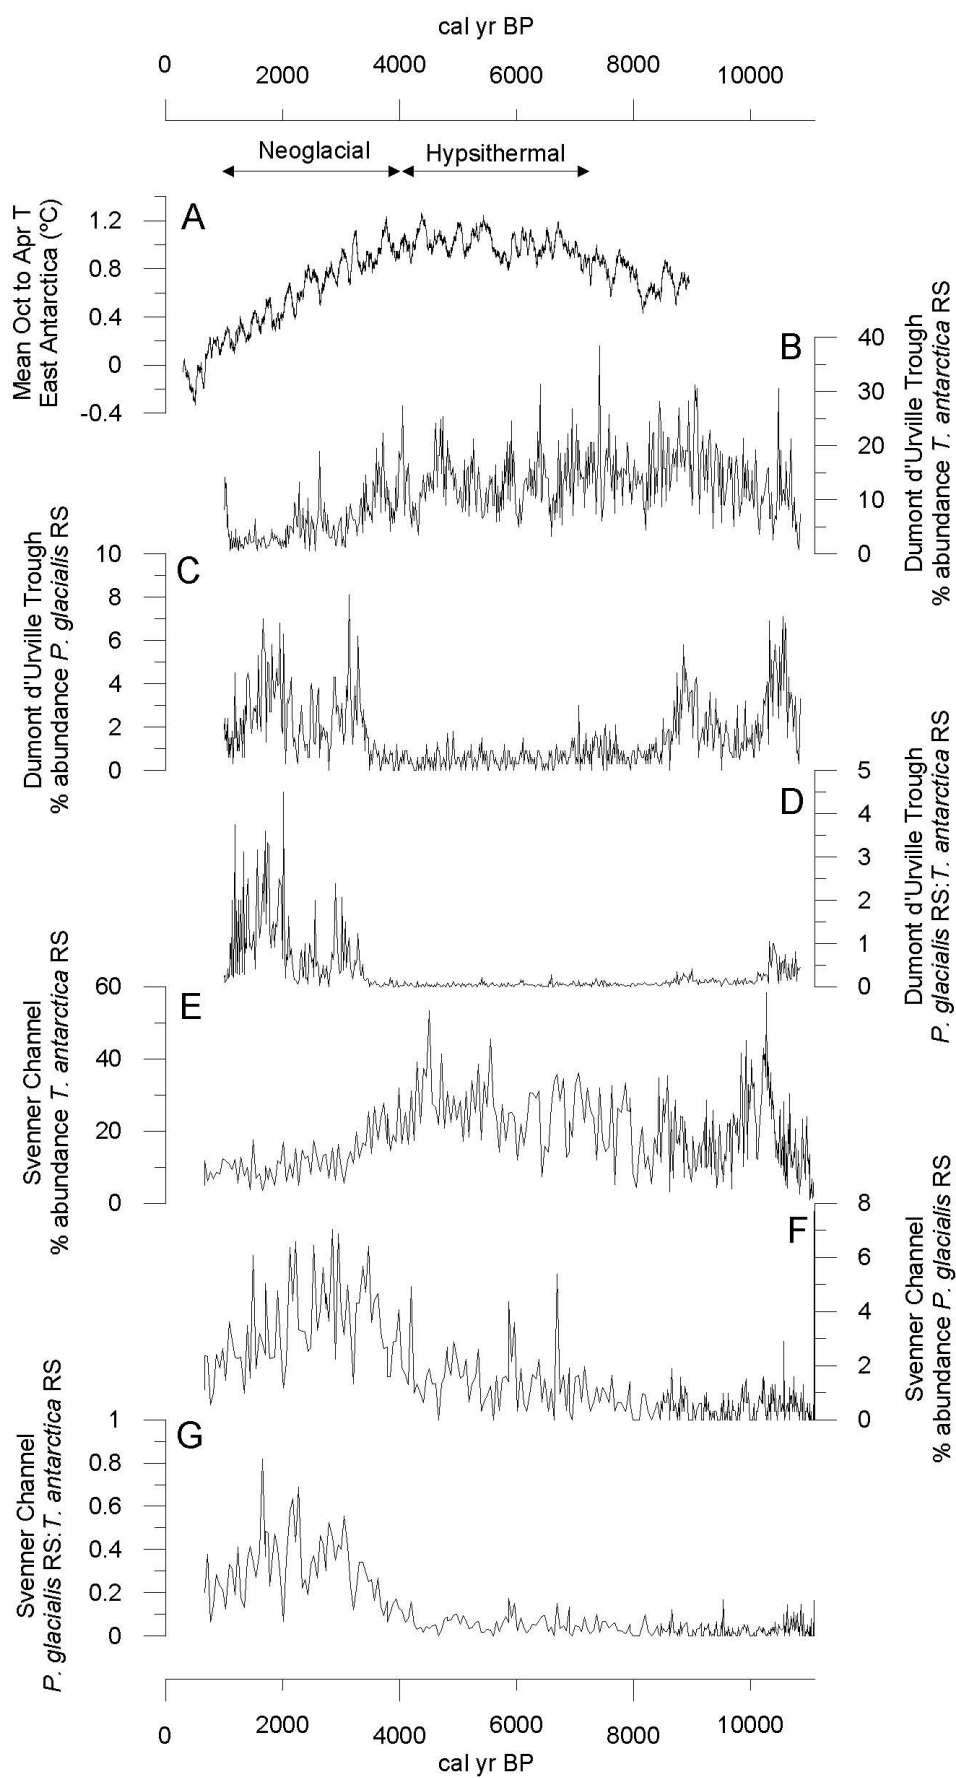 cal yr BP
0 2000 4000 6000 8000 10000
Neoglacial Hypsithermal
A
Mean Oct to Apr T
East Antarctica (ºC)
1.2
0.8
0.4
0
-0.4
B
Dumont d'Urville Trough
% abundance T. antarctica RS
40
30
20
10
0
C
Dumont d'Urville Trough
% abundance P. glacialis RS
10
8
6
4
2
0
D
Dumont d'Urville Trough
P. glacialis RS:T. antarctica RS
5
4
3
2
1
0
E
Svenner Channel
% abundance T. antarctica RS
60
40
20
0
F
Svenner Channel
% abundance P. glacialis RS
8
6
4
2
0
G
Svenner Channel
P. glacialis RS:T. antarctica RS
1
0.8
0.6
0.4
0.2
0
0 2000 4000 6000 8000 10000
cal yr BP